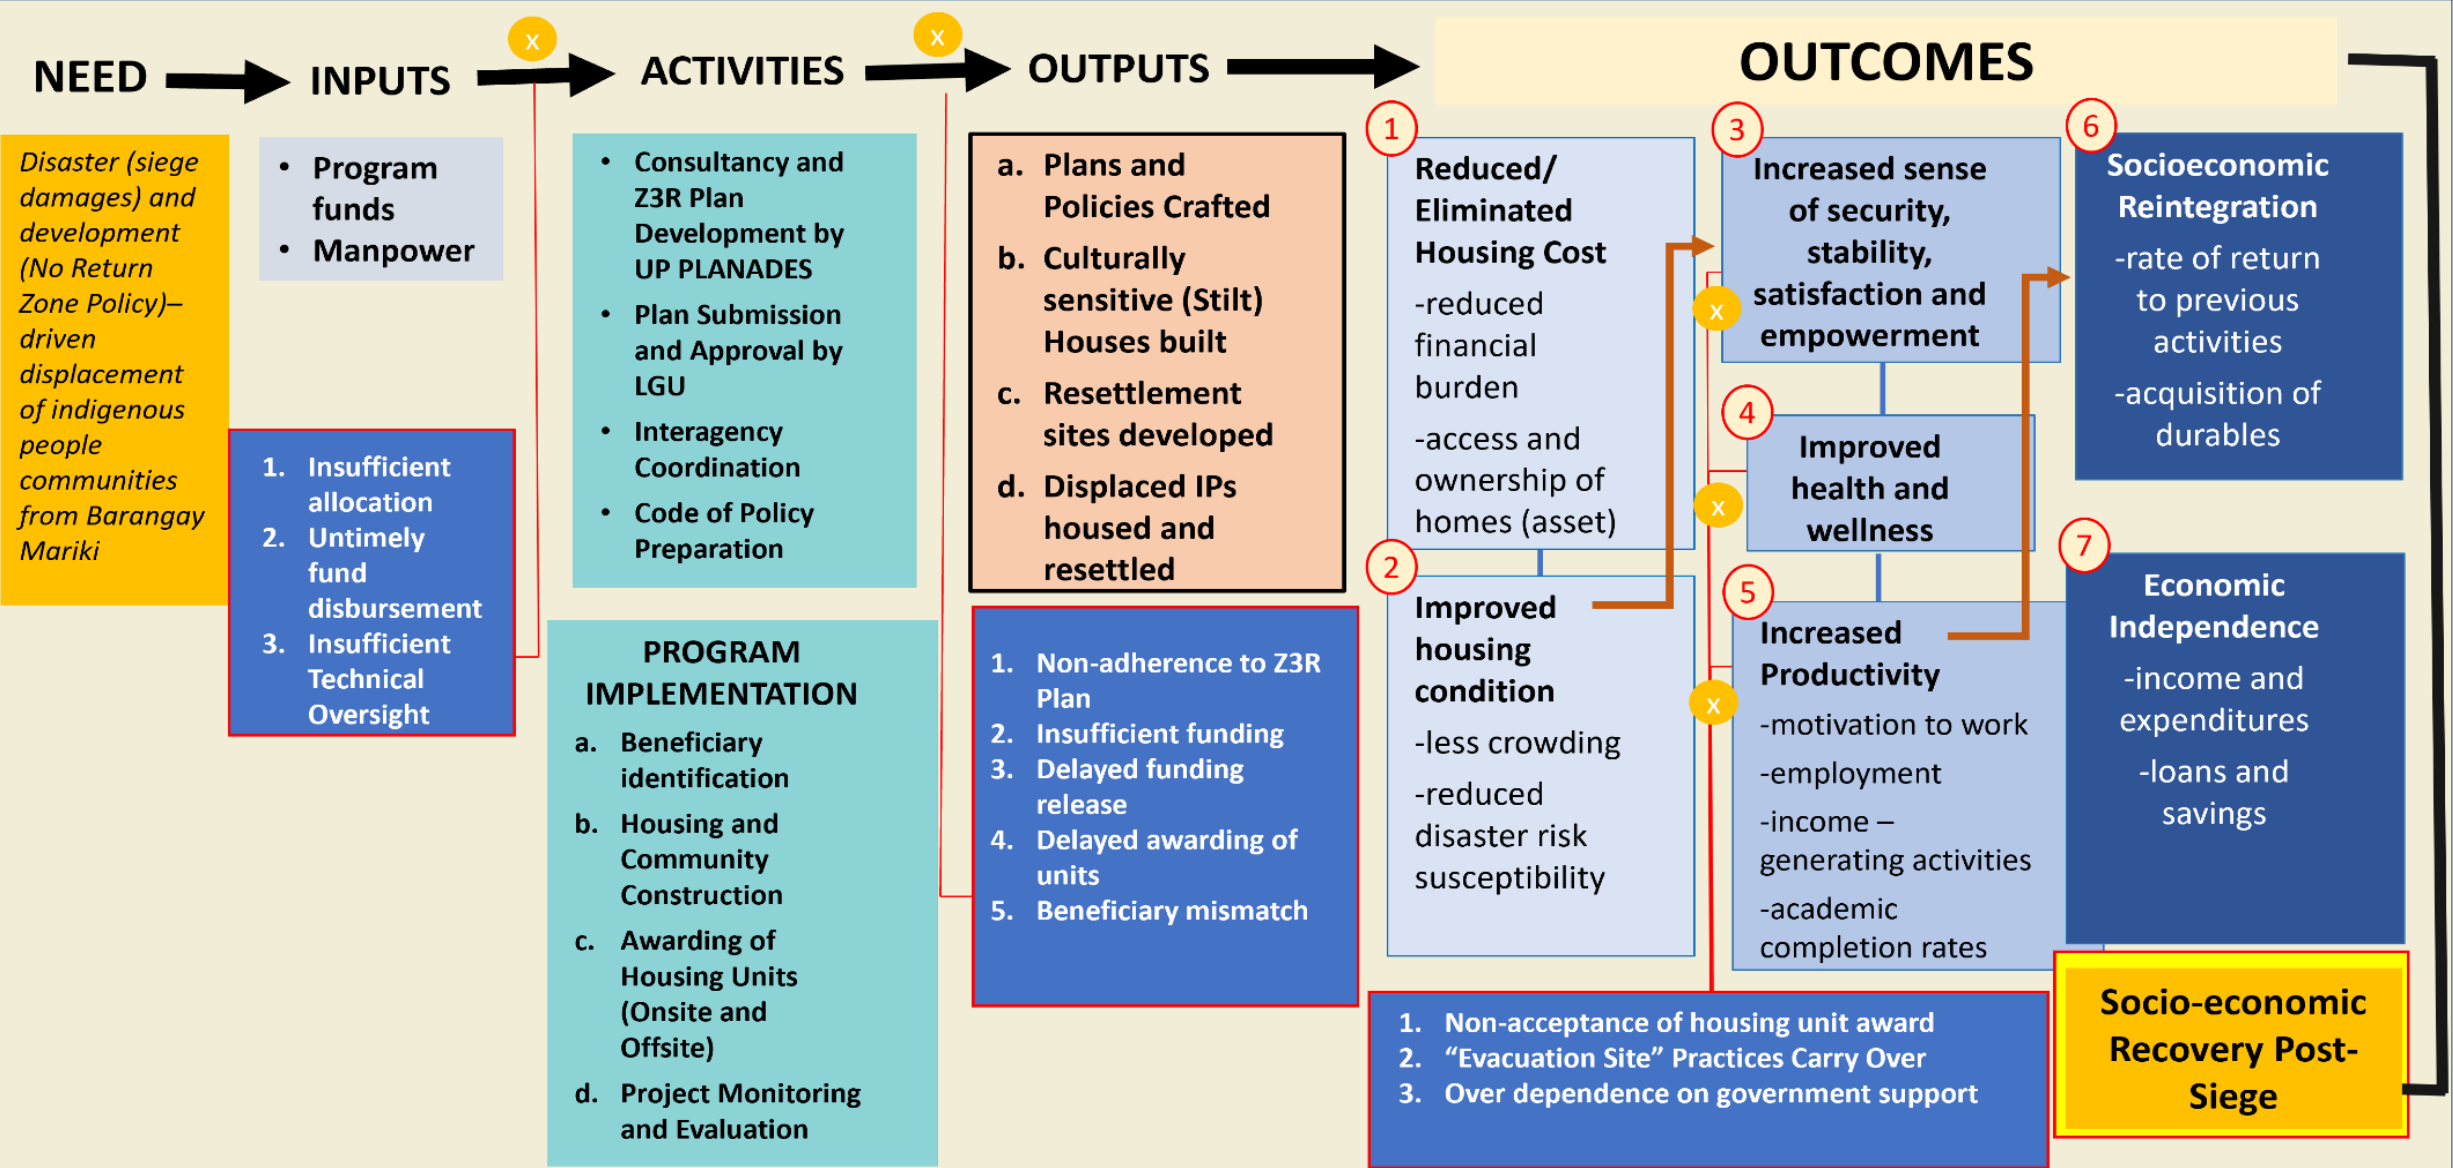 NEED
INPUTS
x
ACTIVITIES
x
OUTPUTS
OUTCOMES
Disaster (siege
damages) and
development
(No Return
Zone Policy)–
driven
displacement
of indigenous
people
communities
from Barangay
Mariki
• Program
funds
• Manpower
1. Insufficient
allocation
2. Untimely
fund
disbursement
3. Insufficient
Technical
Oversight
• Consultancy and
Z3R Plan
Development by
UP PLANADES
• Plan Submission
and Approval by
LGU
• Interagency
Coordination
• Code of Policy
Preparation
PROGRAM
IMPLEMENTATION
a. Beneficiary
identification
b. Housing and
Community
Construction
c. Awarding of
Housing Units
(Onsite and
Offsite)
d. Project Monitoring
and Evaluation
a. Plans and
Policies Crafted
b. Culturally
sensitive (Stilt)
Houses built
c. Resettlement
sites developed
d. Displaced IPs
housed and
resettled
1. Non-adherence to Z3R
Plan
2. Insufficient funding
3. Delayed funding
release
4. Delayed awarding of
units
5. Beneficiary mismatch
1
Reduced/
Eliminated
Housing Cost
-reduced
financial
burden
-access and
ownership of
homes (asset)
2
Improved
housing
condition
-less crowding
-reduced
disaster risk
susceptibility
3
Increased sense
of security,
stability,
satisfaction and
empowerment
x
4
Improved
health and
wellness
x
5
Increased
Productivity
x
-motivation to work
-employment
-income –
generating activities
-academic
completion rates
6
Socioeconomic
Reintegration
-rate of return
to previous
activities
-acquisition of
durables
7
Economic
Independence
-income and
expenditures
-loans and
savings
1. Non-acceptance of housing unit award
2. “Evacuation Site” Practices Carry Over
3. Over dependence on government support
Socio-economic
Recovery Post-
Siege